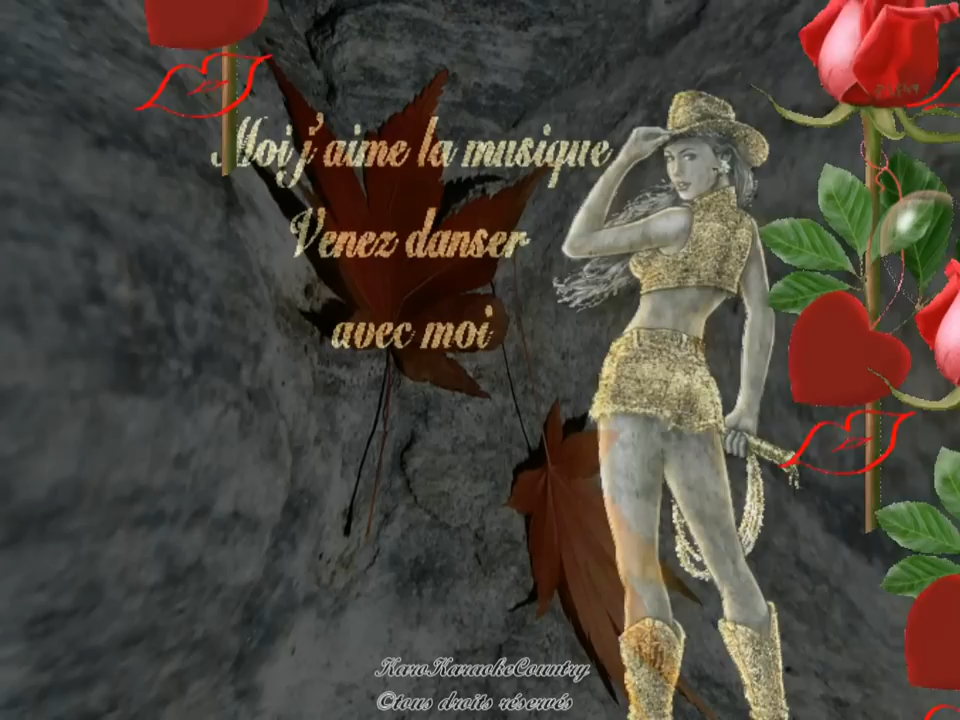 Moi j'aime la musique
Venez danser
avec moi
KaroKaraokeCountry
©tous droits réservés